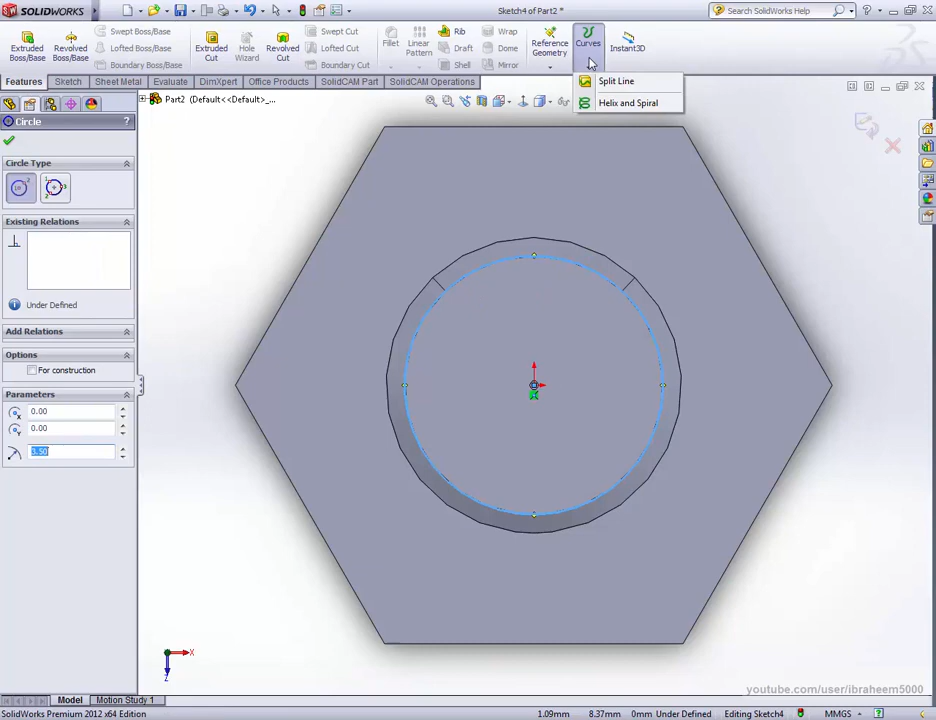 SOLIDWORKS
Sketch4 of Part2 *
Search SolidWorks
Extruded Boss/Base
Revolved Boss/Base
Swept Boss/Base
Lofted Boss/Base
Boundary Boss/Base
Extruded Cut
Hole Wizard
Revolved Cut
Swept Cut
Lofted Cut
Boundary Cut
Fillet
Linear Pattern
Rib
Draft
Shell
Wrap
Dome
Mirror
Reference Geometry
Curves
Instant3D
Split Line
Helix and Spiral
Features
Sketch
Sheet Metal
Evaluate
DimXpert
Office Products
SolidCAM Part
SolidCAM Operations
Part2 (Default<<Default>_...
Circle
Circle Type
Existing Relations
Under Defined
Add Relations
Options
For construction
Parameters
0.00
0.00
3.50
X
Z
Model
Motion Study 1
youtube.com/user/ibraheem5000
SolidWorks Premium 2012 x64 Edition
1.09mm
8.37mm
0mm
Under Defined
Editing Sketch4
MMGS